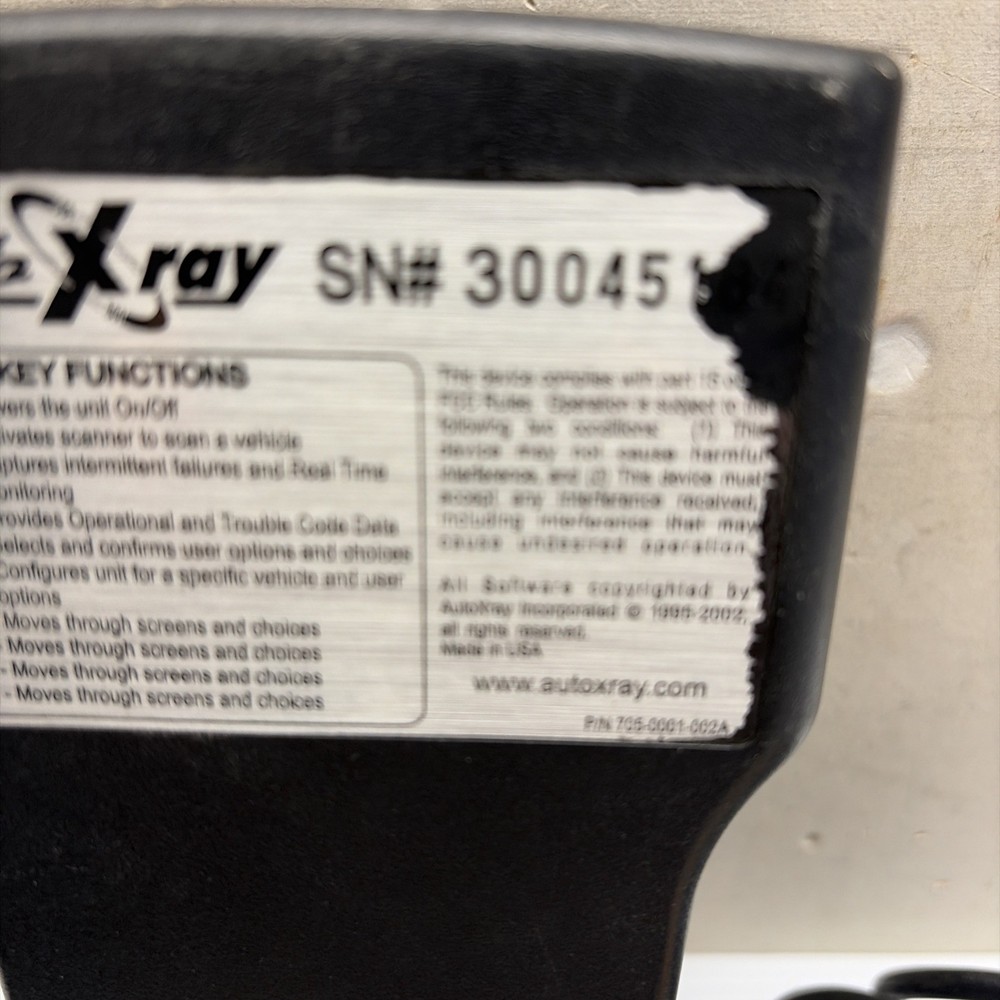 Xray SN# 30045
KEY FUNCTIONS
wers the unit On/Off
ivates scanner to scan a vehicle
aptures intermittent failures and Real Time
onitoring
rovides Operational and Trouble Code Data
elects and confirms user options and choices
Configures unit for a specific vehicle and user
options
- Moves through screens and choices
- Moves through screens and choices
- Moves through screens and choices
- Moves through screens and choices
This device complies with part 15 of
FCC Rules. Operation is subject to the
following two conditions: (1) This
device may not cause harmful
interference, and (2) This device must
accept any interference received,
including interference that may
cause undesired operation.
All Software copyrighted by
AutoXray Incorporated © 1996-2002,
all rights reserved.
Made in USA
www.autoxray.com
P/N 705-0001-002A